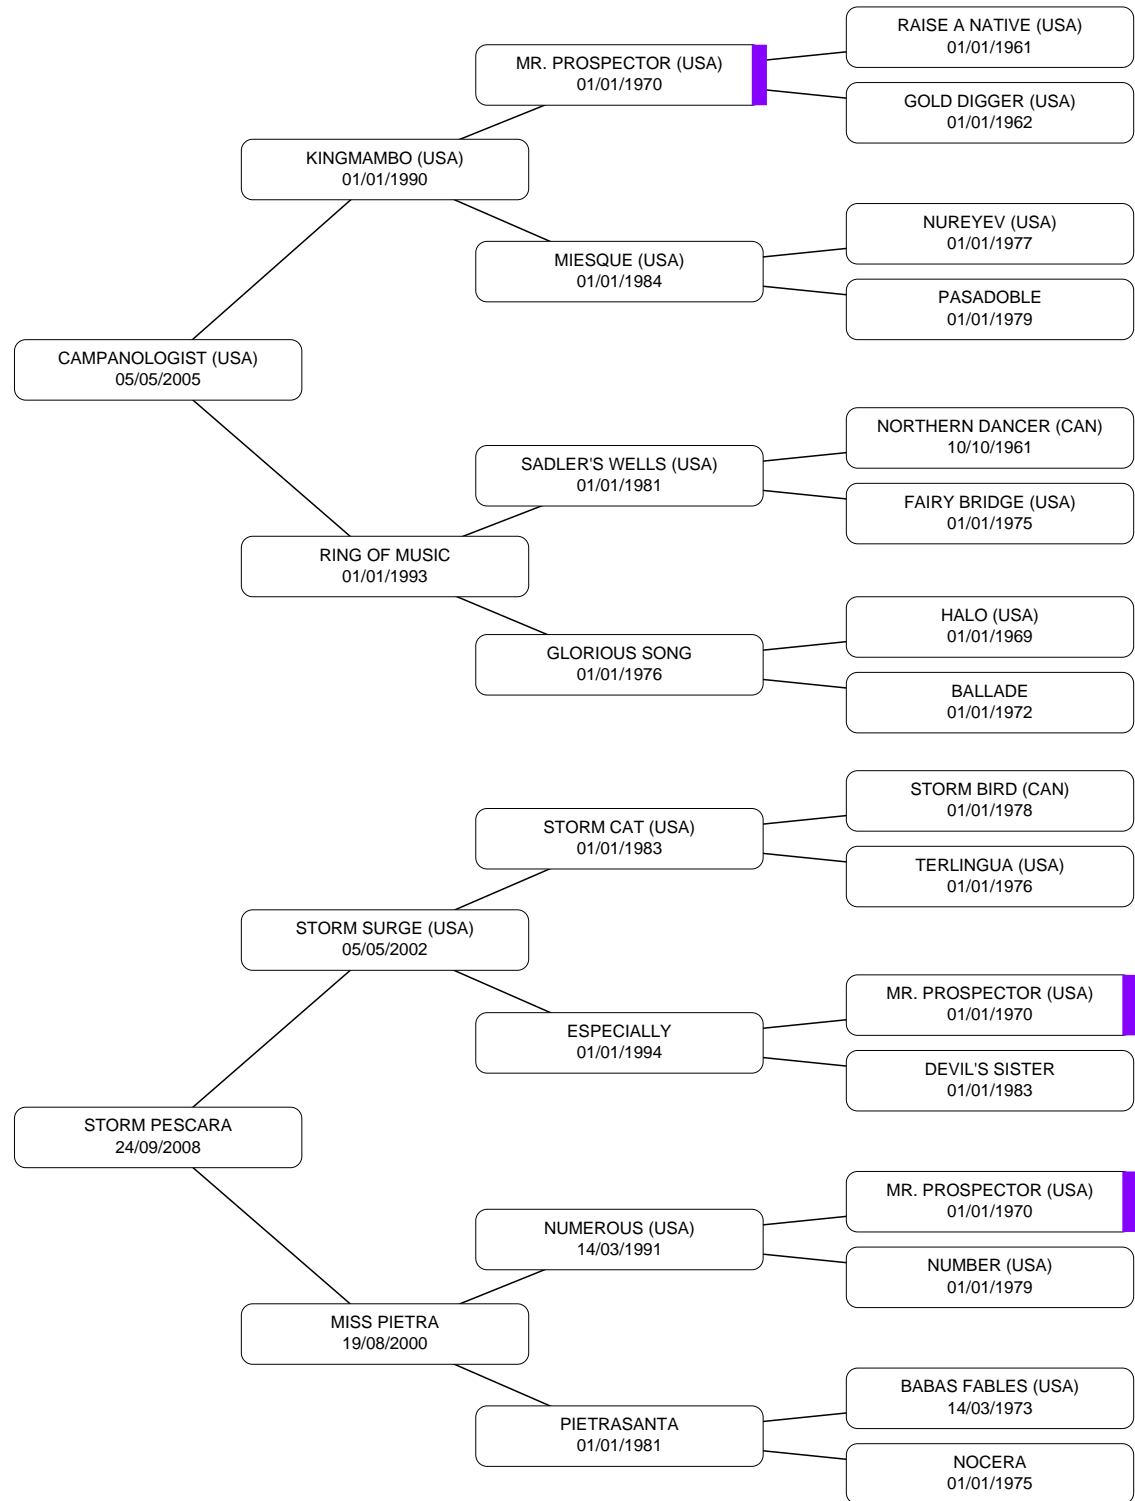 RAISE A NATIVE (USA)
01/01/1961
MR. PROSPECTOR (USA)
01/01/1970
GOLD DIGGER (USA)
01/01/1962
KINGMAMBO (USA)
01/01/1990
NUREYEV (USA)
01/01/1977
MIESQUE (USA)
01/01/1984
PASADOBLE
01/01/1979
CAMPANOLOGIST (USA)
05/05/2005
NORTHERN DANCER (CAN)
10/10/1961
SADLER'S WELLS (USA)
01/01/1981
FAIRY BRIDGE (USA)
01/01/1975
RING OF MUSIC
01/01/1993
HALO (USA)
01/01/1969
GLORIOUS SONG
01/01/1976
BALLADE
01/01/1972
STORM BIRD (CAN)
01/01/1978
STORM CAT (USA)
01/01/1983
TERLINGUA (USA)
01/01/1976
STORM SURGE (USA)
05/05/2002
MR. PROSPECTOR (USA)
01/01/1970
ESPECIALLY
01/01/1994
DEVIL'S SISTER
01/01/1983
STORM PESCARA
24/09/2008
MR. PROSPECTOR (USA)
01/01/1970
NUMEROUS (USA)
14/03/1991
NUMBER (USA)
01/01/1979
MISS PIETRA
19/08/2000
BABAS FABLES (USA)
14/03/1973
PIETRASANTA
01/01/1981
NOCERA
01/01/1975